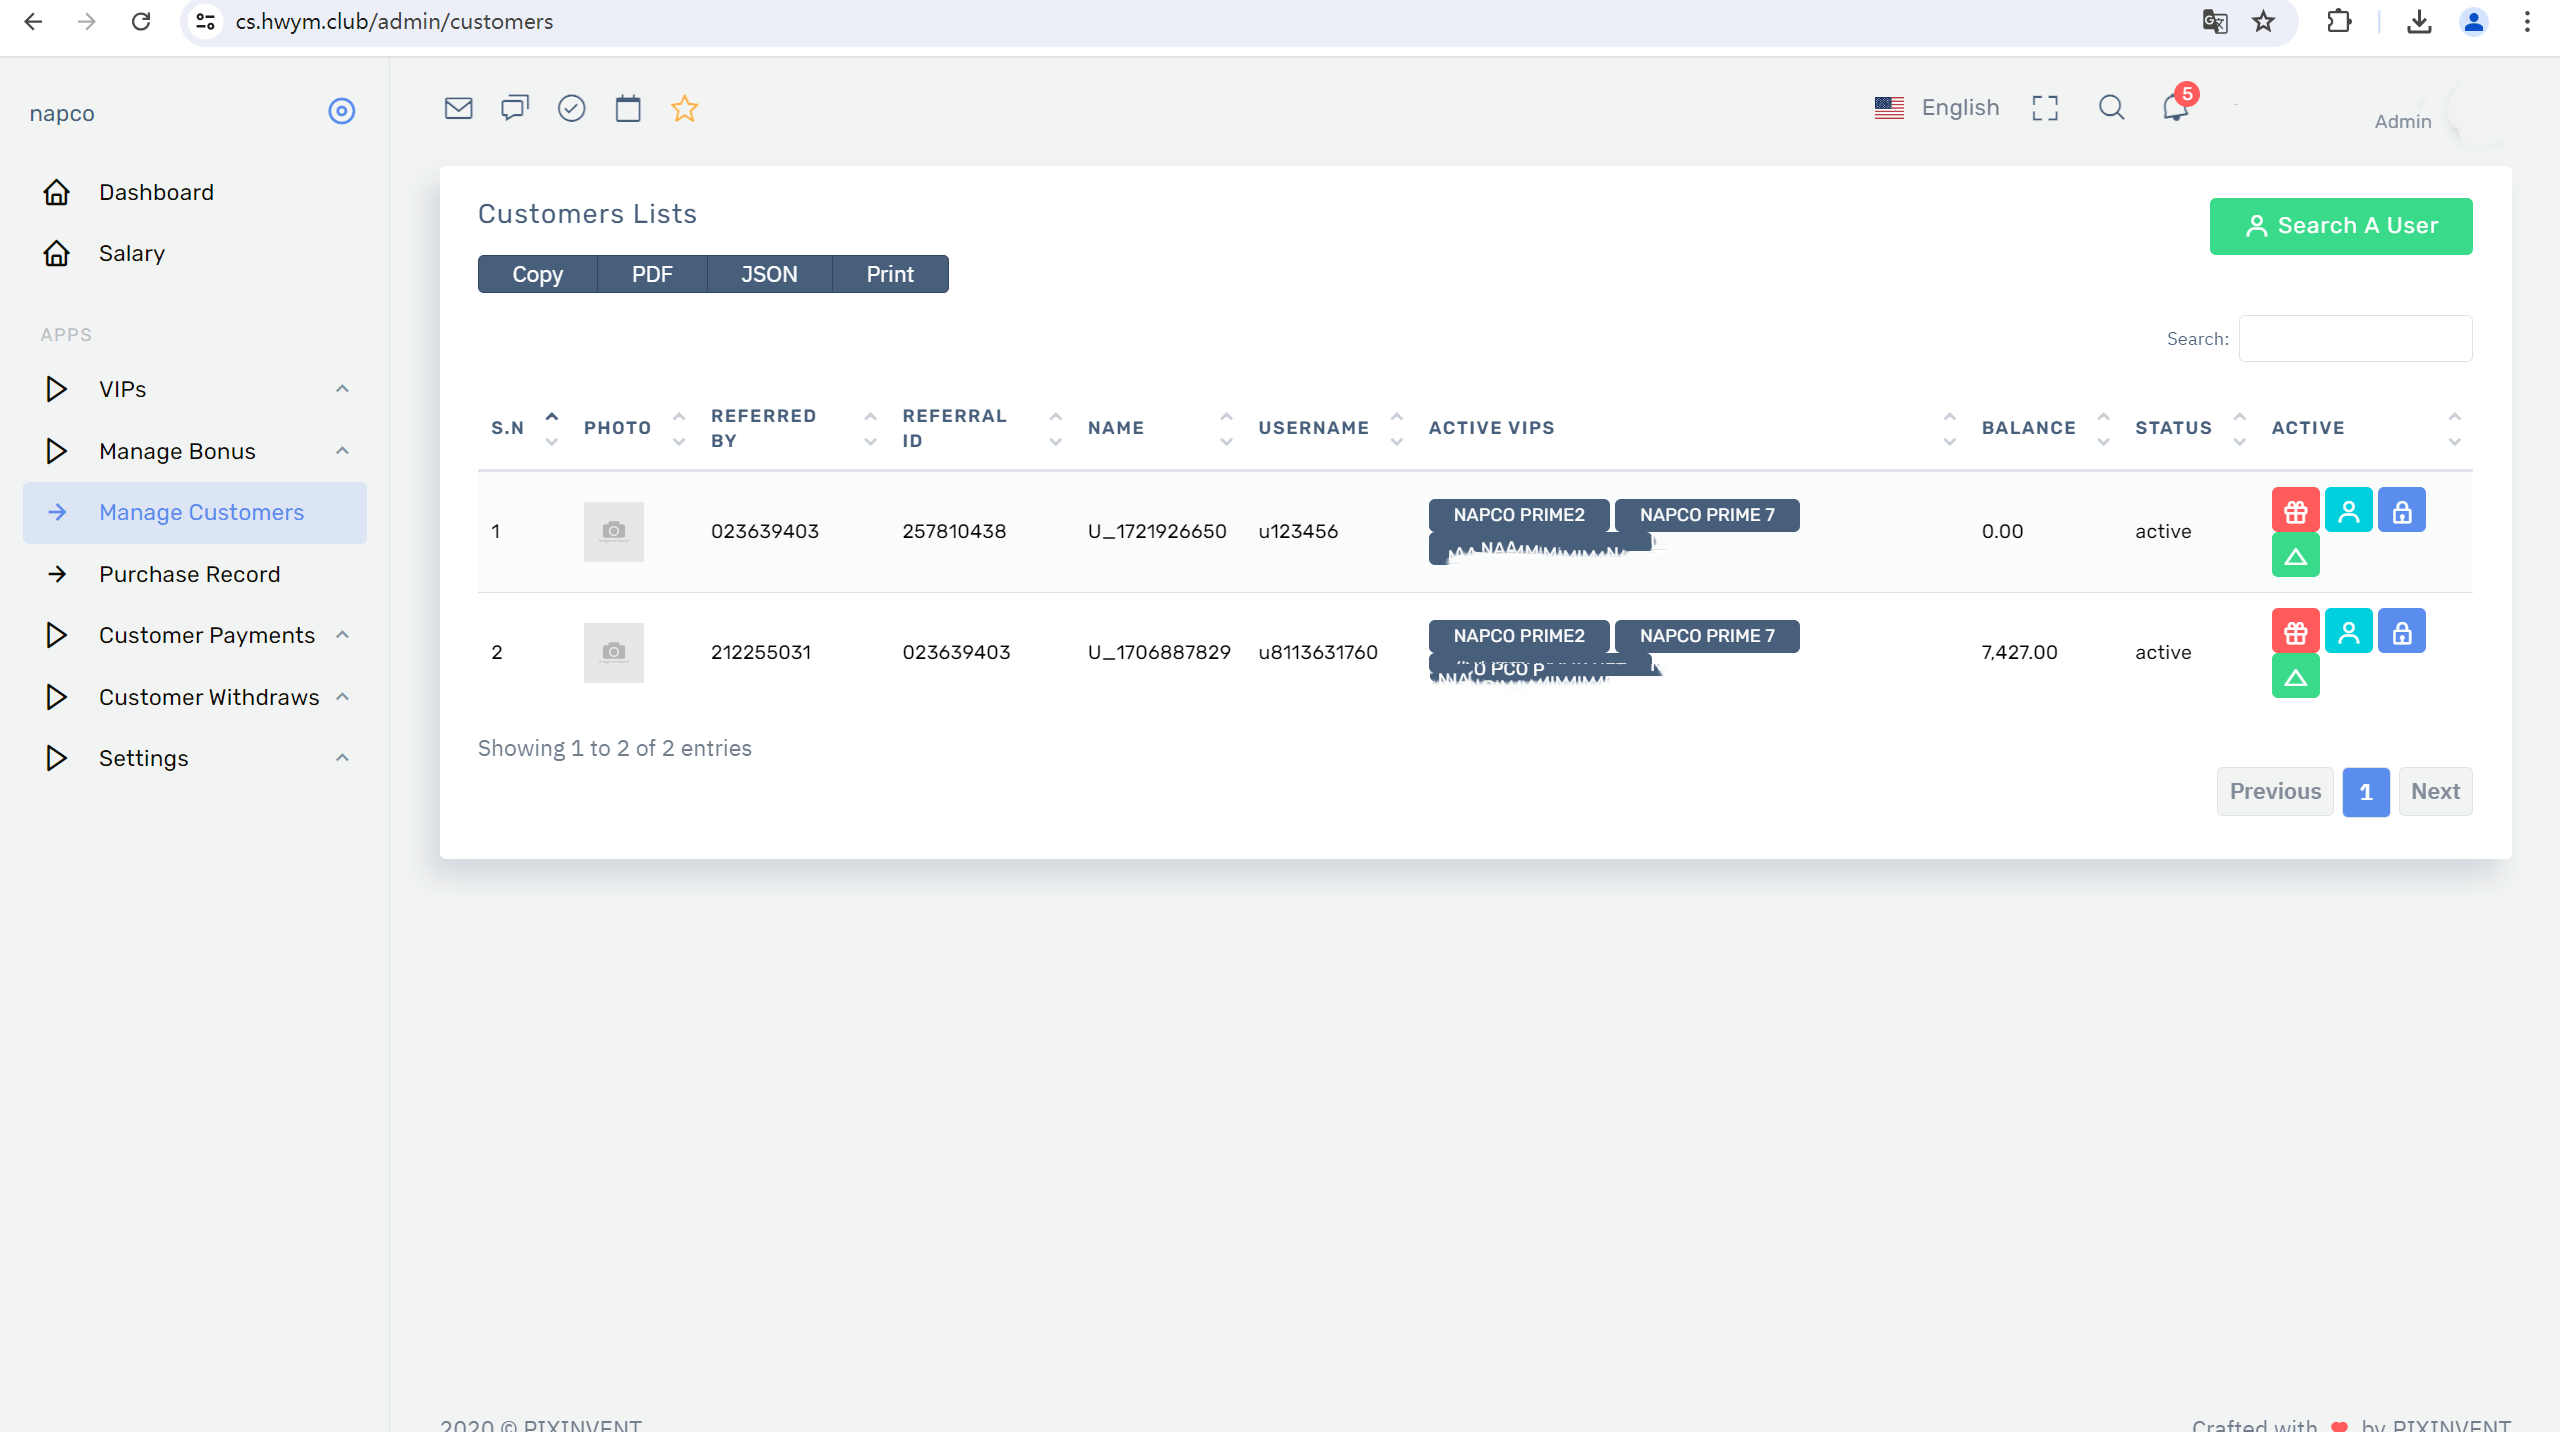 cs.hwym.club/admin/customers
napco
English
5
Admin
Dashboard
Salary
APPS
VIPs
Manage Bonus
Manage Customers
Purchase Record
Customer Payments
Customer Withdraws
Settings
Customers Lists
Search A User
Copy PDF JSON Print
Search:
S.N PHOTO REFERRED BY REFERRAL ID NAME USERNAME ACTIVE VIPS BALANCE STATUS ACTIVE
1 023639403 257810438 U_1721926650 u123456 NAPCO PRIME2 NAPCO PRIME 7 0.00 active
2 212255031 023639403 U_1706887829 u8113631760 NAPCO PRIME2 NAPCO PRIME 7 7,427.00 active
Showing 1 to 2 of 2 entries
Previous 1 Next
2020 © PIXINVENT
Crafted with by PIXINVENT